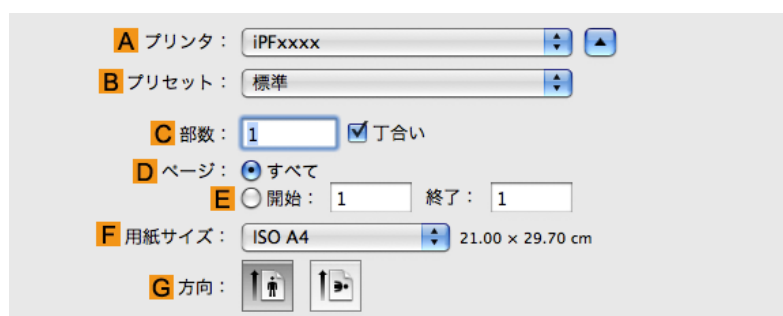 A プリンタ： iPFxxxx
B プリセット： 標準
C 部数： 1 丁合い
D ページ： すべて
E 開始： 1 終了： 1
F 用紙サイズ： ISO A4 21.00 × 29.70 cm
G 方向：